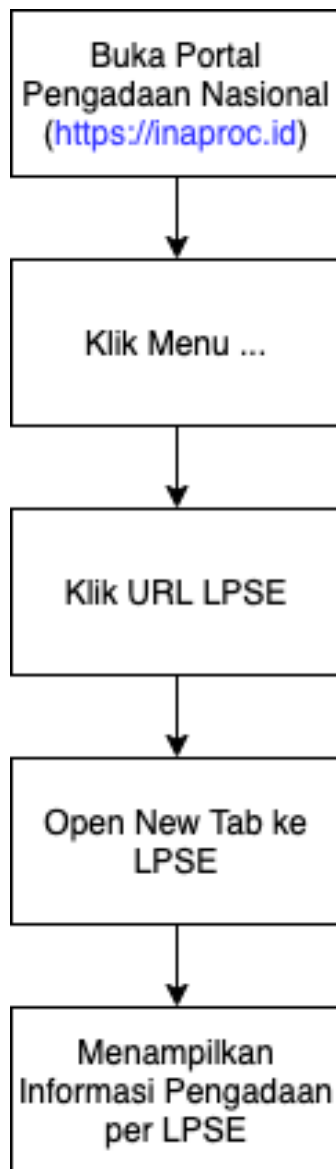 Buka Portal
Pengadaan Nasional
(https://inaproc.id)
Klik Menu ...
Klik URL LPSE
Open New Tab ke
LPSE
Menampilkan
Informasi Pengadaan
per LPSE